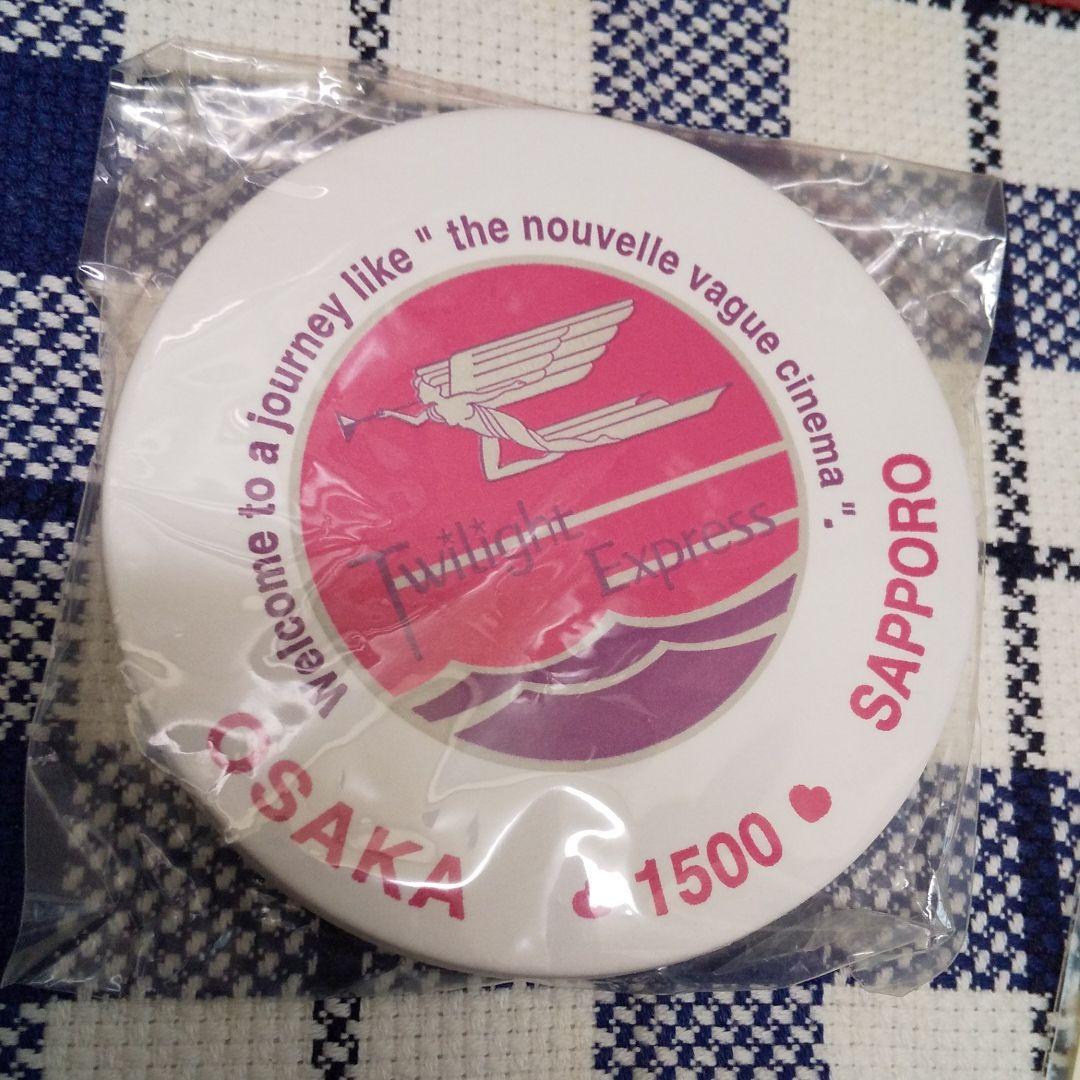 Welcome to a journey like " the nouvelle vague cinema ".
Twilight
Express
OSAKA
1500
SAPPORO